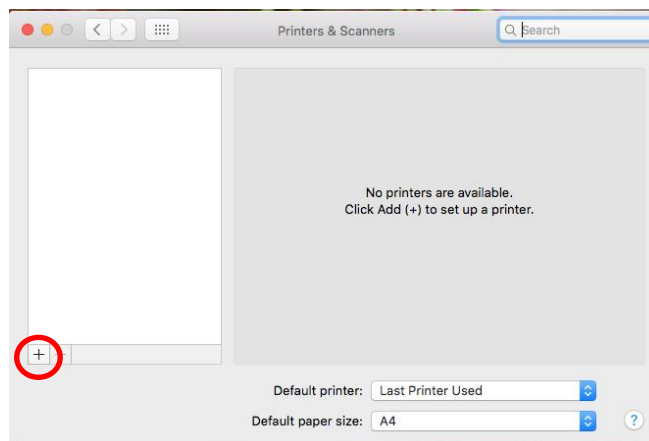 Printers & Scanners
Search
No printers are available.
Click Add (+) to set up a printer.
+ −
Default printer: Last Printer Used
Default paper size: A4
?